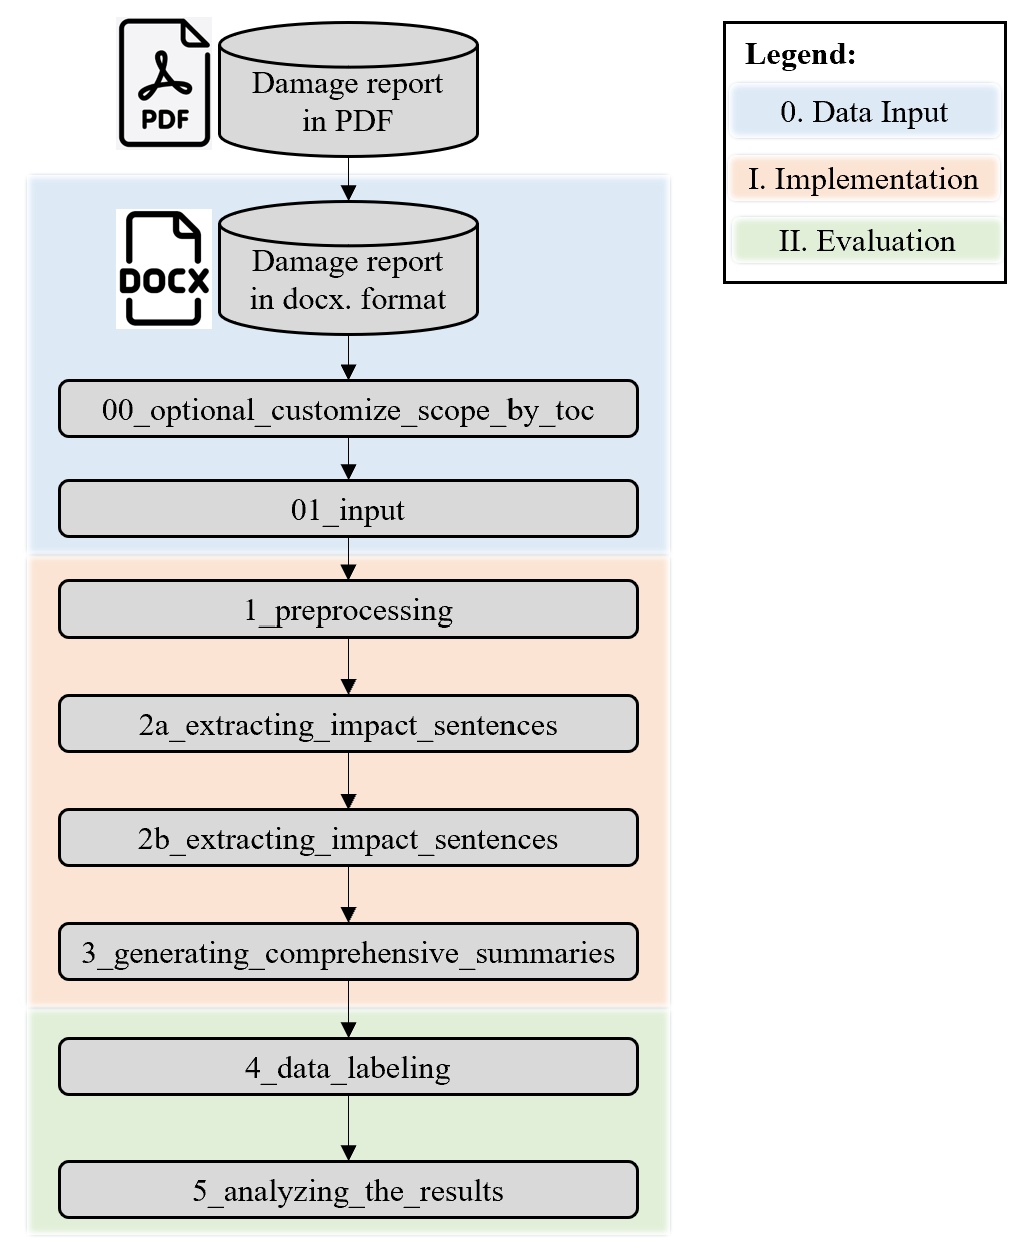 PDF
Damage report
in PDF
Legend:
0. Data Input
I. Implementation
II. Evaluation
DOCX
Damage report
in docx. format
00_optional_customize_scope_by_toc
01_input
1_preprocessing
2a_extracting_impact_sentences
2b_extracting_impact_sentences
3_generating_comprehensive_summaries
4_data_labeling
5_analyzing_the_results